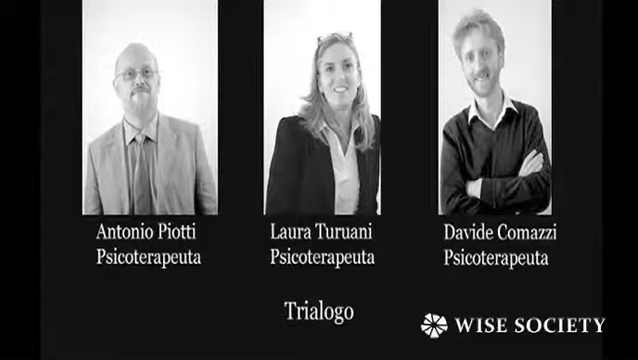 Antonio Piotti
Psicoterapeuta
Laura Turuani
Psicoterapeuta
Davide Comazzi
Psicoterapeuta
Trialogo
WISE SOCIETY